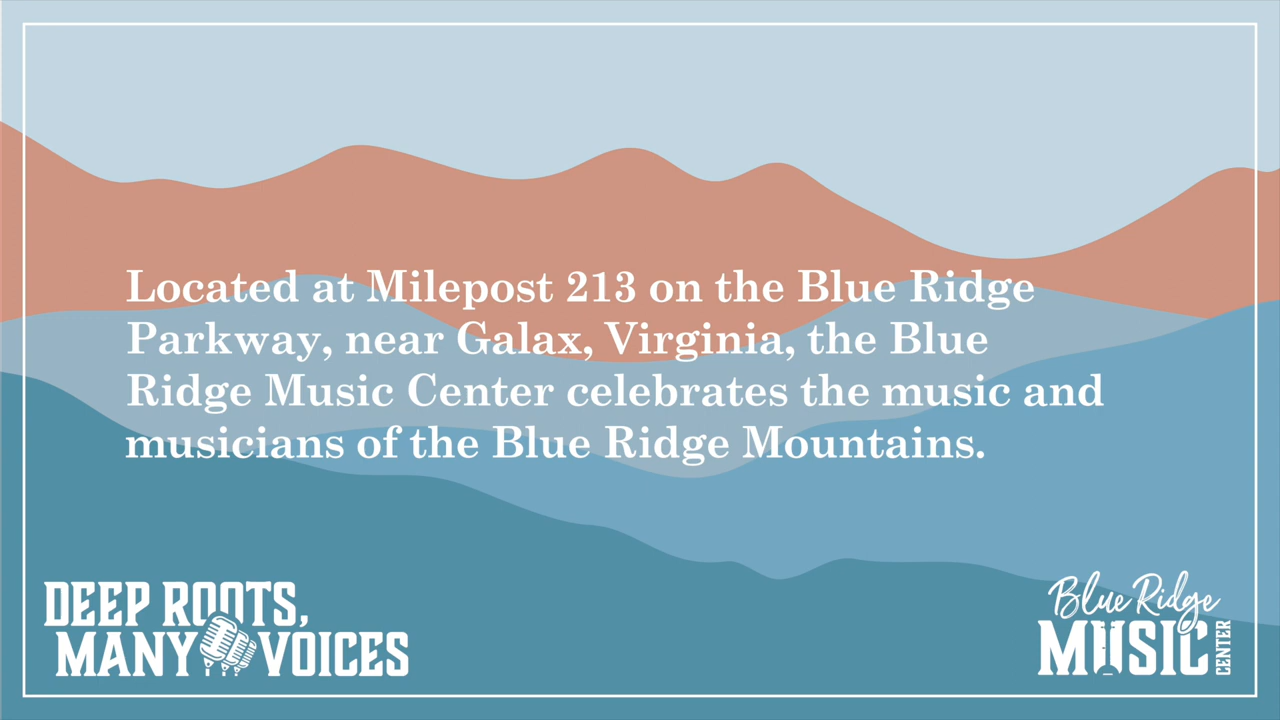 Located at Milepost 213 on the Blue Ridge
Parkway, near Galax, Virginia, the Blue
Ridge Music Center celebrates the music and
musicians of the Blue Ridge Mountains.
DEEP ROOTS,
MANY VOICES
Blue Ridge
MUSIC
CENTER